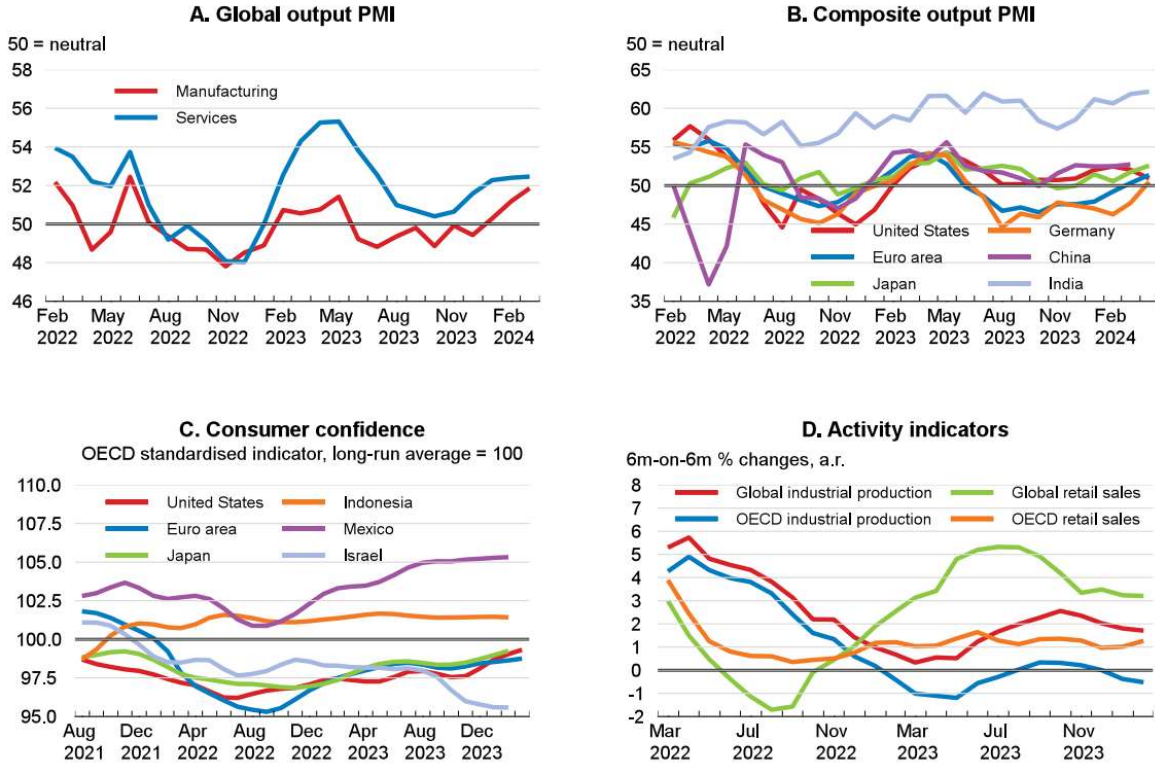 A. Global output PMI
50 = neutral
58
56
54
52
50
48
46
Manufacturing
Services
Feb 2022 May 2022 Aug 2022 Nov 2022 Feb 2023 May 2023 Aug 2023 Nov 2023 Feb 2024
B. Composite output PMI
50 = neutral
65
60
55
50
45
40
35
United States Germany
Euro area China
Japan India
Feb 2022 May 2022 Aug 2022 Nov 2022 Feb 2023 May 2023 Aug 2023 Nov 2023 Feb 2024
C. Consumer confidence
OECD standardised indicator, long-run average = 100
110.0
107.5
105.0
102.5
100.0
97.5
95.0
United States Indonesia
Euro area Mexico
Japan Israel
Aug 2021 Dec 2021 Apr 2022 Aug 2022 Dec 2022 Apr 2023 Aug 2023 Dec 2023
D. Activity indicators
6m-on-6m % changes, a.r.
8
7
6
5
4
3
2
1
0
-1
-2
Global industrial production Global retail sales
OECD industrial production OECD retail sales
Mar 2022 Jul 2022 Nov 2022 Mar 2023 Jul 2023 Nov 2023